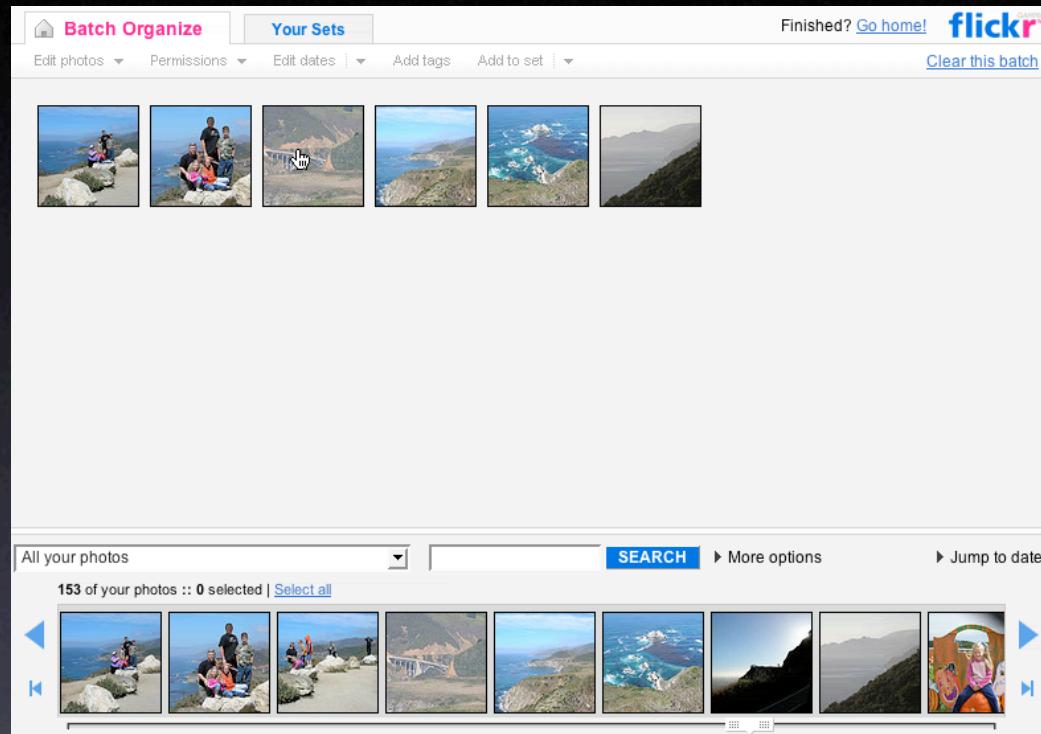 Batch Organize
Your Sets
Finished? Go home!
flickr
Edit photos
Permissions
Edit dates
Add tags
Add to set
Clear this batch
All your photos
SEARCH
More options
Jump to date
153 of your photos :: 0 selected | Select all